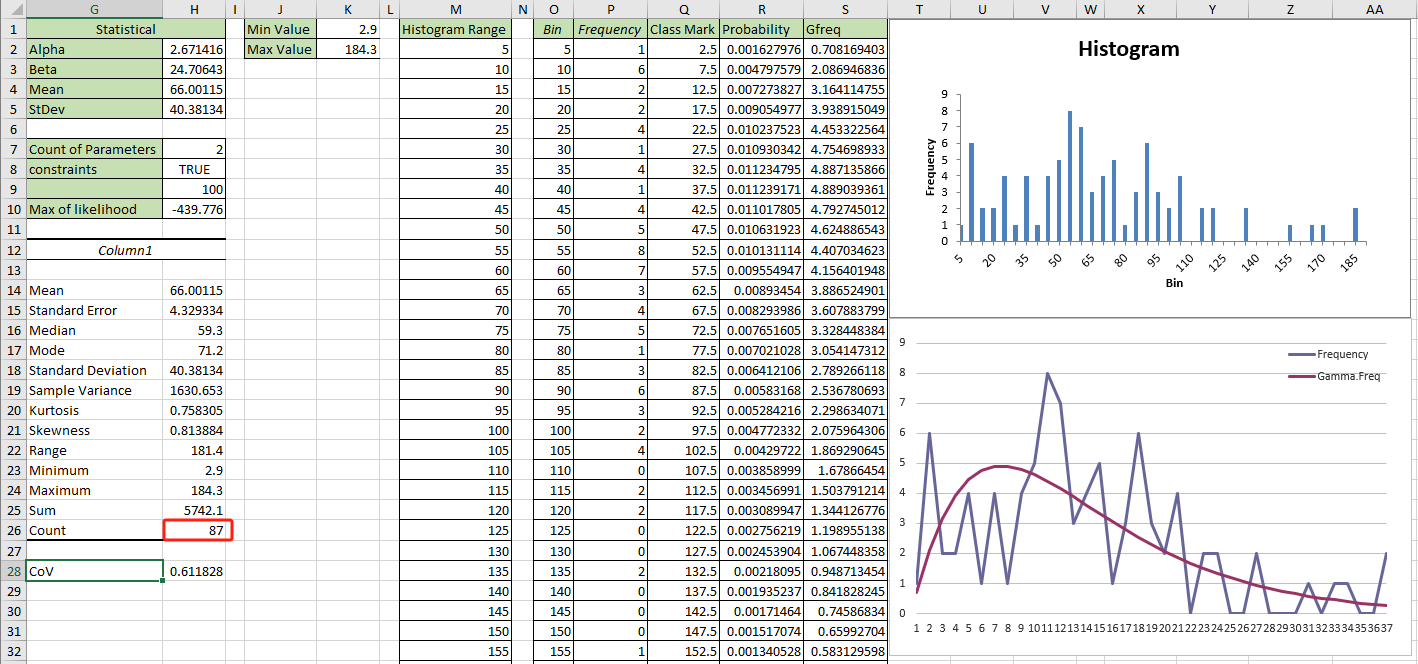 G H I J K L M N O P Q R S T U V W X Y Z AA
1 Statistical Min Value 2.9 Histogram Range Bin Frequency Class Mark Probability Gfreq
2 Alpha 2.671416 Max Value 184.3 5 5 1 2.5 0.001627976 0.708169403
3 Beta 24.70643 10 10 6 7.5 0.004797579 2.086946836
4 Mean 66.00115 15 15 2 12.5 0.007273827 3.164114755
5 StDev 40.38134 20 20 2 17.5 0.009054977 3.938915049
6 25 25 4 22.5 0.010237523 4.453322564
7 Count of Parameters 2 30 30 1 27.5 0.010930342 4.754698933
8 constraints TRUE 35 35 4 32.5 0.011234795 4.887135866
9 100 40 40 1 37.5 0.011239171 4.889039361
10 Max of likelihood -439.776 45 45 4 42.5 0.011017805 4.792745012
11 50 50 5 47.5 0.010631923 4.624886543
12 Column1 55 55 8 52.5 0.010131114 4.407034623
13 60 60 7 57.5 0.009554947 4.156401948
14 Mean 66.00115 65 65 3 62.5 0.00893454 3.886524901
15 Standard Error 4.329334 70 70 4 67.5 0.008293986 3.607883799
16 Median 59.3 75 75 5 72.5 0.007651605 3.328448384
17 Mode 71.2 80 80 1 77.5 0.007021028 3.054147312
18 Standard Deviation 40.38134 85 85 3 82.5 0.006412106 2.789266118
19 Sample Variance 1630.653 90 90 6 87.5 0.00583168 2.536780693
20 Kurtosis 0.758305 95 95 3 92.5 0.005284216 2.298634071
21 Skewness 0.813884 100 100 2 97.5 0.004772332 2.075964306
22 Range 181.4 105 105 4 102.5 0.00429722 1.869290645
23 Minimum 2.9 110 110 0 107.5 0.003858999 1.67866454
24 Maximum 184.3 115 115 2 112.5 0.003456991 1.503791214
25 Sum 5742.1 120 120 2 117.5 0.003089947 1.344126776
26 Count 87 125 125 0 122.5 0.002756219 1.198955138
27 130 130 0 127.5 0.002453904 1.067448358
28 CoV 0.611828 135 135 2 132.5 0.00218095 0.948713454
29 140 140 0 137.5 0.001935237 0.841828245
30 145 145 0 142.5 0.00171464 0.74586834
31 150 150 0 147.5 0.001517074 0.65992704
32 155 155 1 152.5 0.001340528 0.583129598
Histogram
Frequency
9
8
7
6
5
4
3
2
1
0
5 20 35 50 65 80 95 110 125 140 155 170 185
Bin
Frequency
Gamma.Freq
9
8
7
6
5
4
3
2
1
0
1 2 3 4 5 6 7 8 9 10 11 12 13 14 15 16 17 18 19 20 21 22 23 24 25 26 27 28 29 30 31 32 33 34 35 36 37